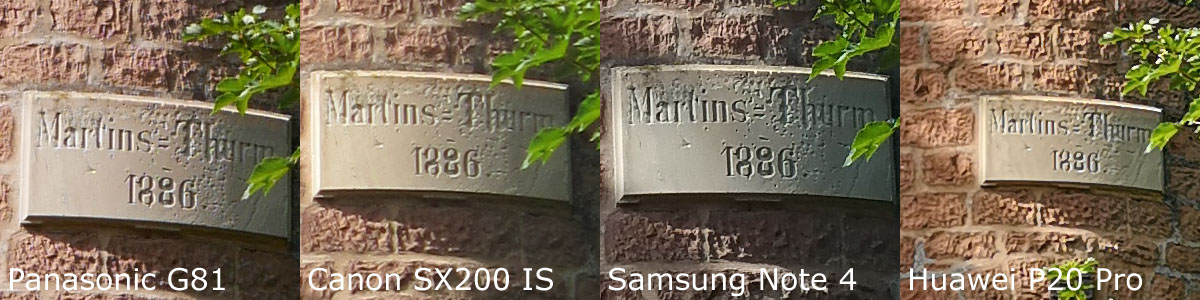 Martins=Thurm
1886
Panasonic G81
Martins=Thurm
1886
Canon SX200 IS
Martins=Thurm
1886
Samsung Note 4
Martins=Thurm
1886
Huawei P20 Pro